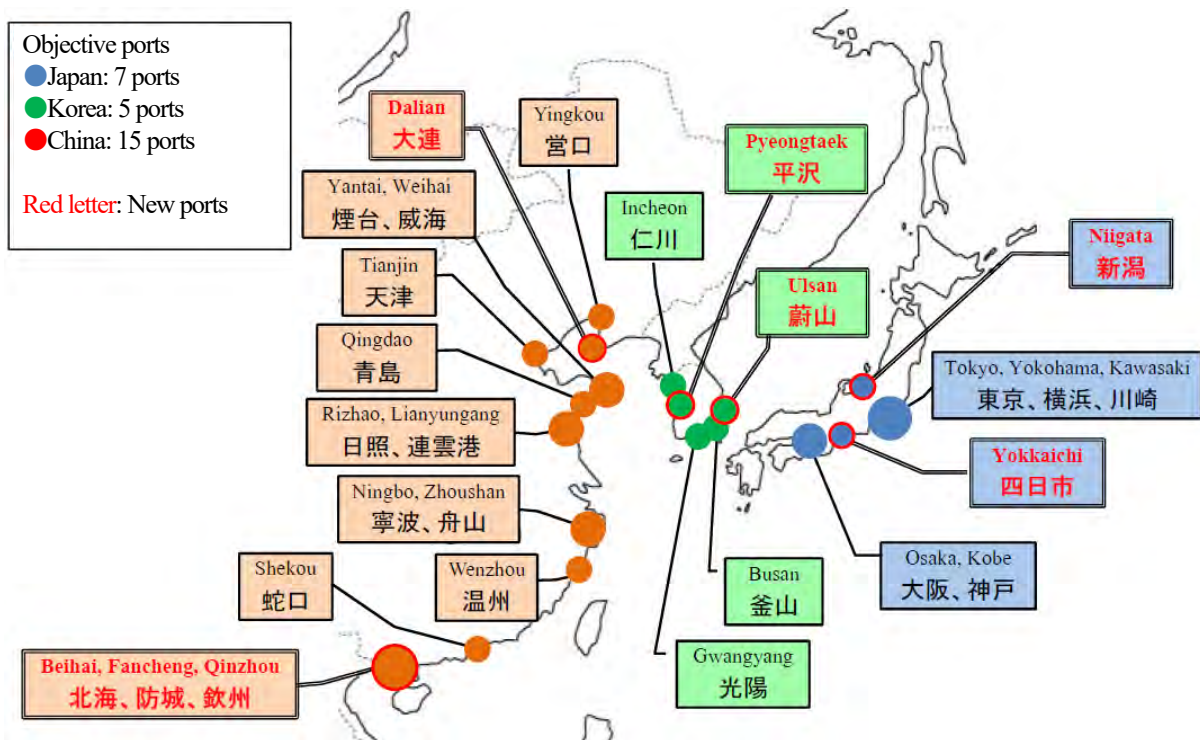 Objective ports
Japan: 7 ports
Korea: 5 ports
China: 15 ports
Red letter: New ports
Dalian
大連
Yingkou
営口
Pyeongtaek
平沢
Yantai, Weihai
煙台、威海
Incheon
仁川
Niigata
新潟
Tianjin
天津
Ulsan
蔚山
Qingdao
青島
Tokyo, Yokohama, Kawasaki
東京、横浜、川崎
Rizhao, Lianyungang
日照、連雲港
Yokkaichi
四日市
Ningbo, Zhoushan
寧波、舟山
Shekou
蛇口
Wenzhou
温州
Busan
釜山
Osaka, Kobe
大阪、神戸
Beihai, Fancheng, Qinzhou
北海、防城、欽州
Gwangyang
光陽